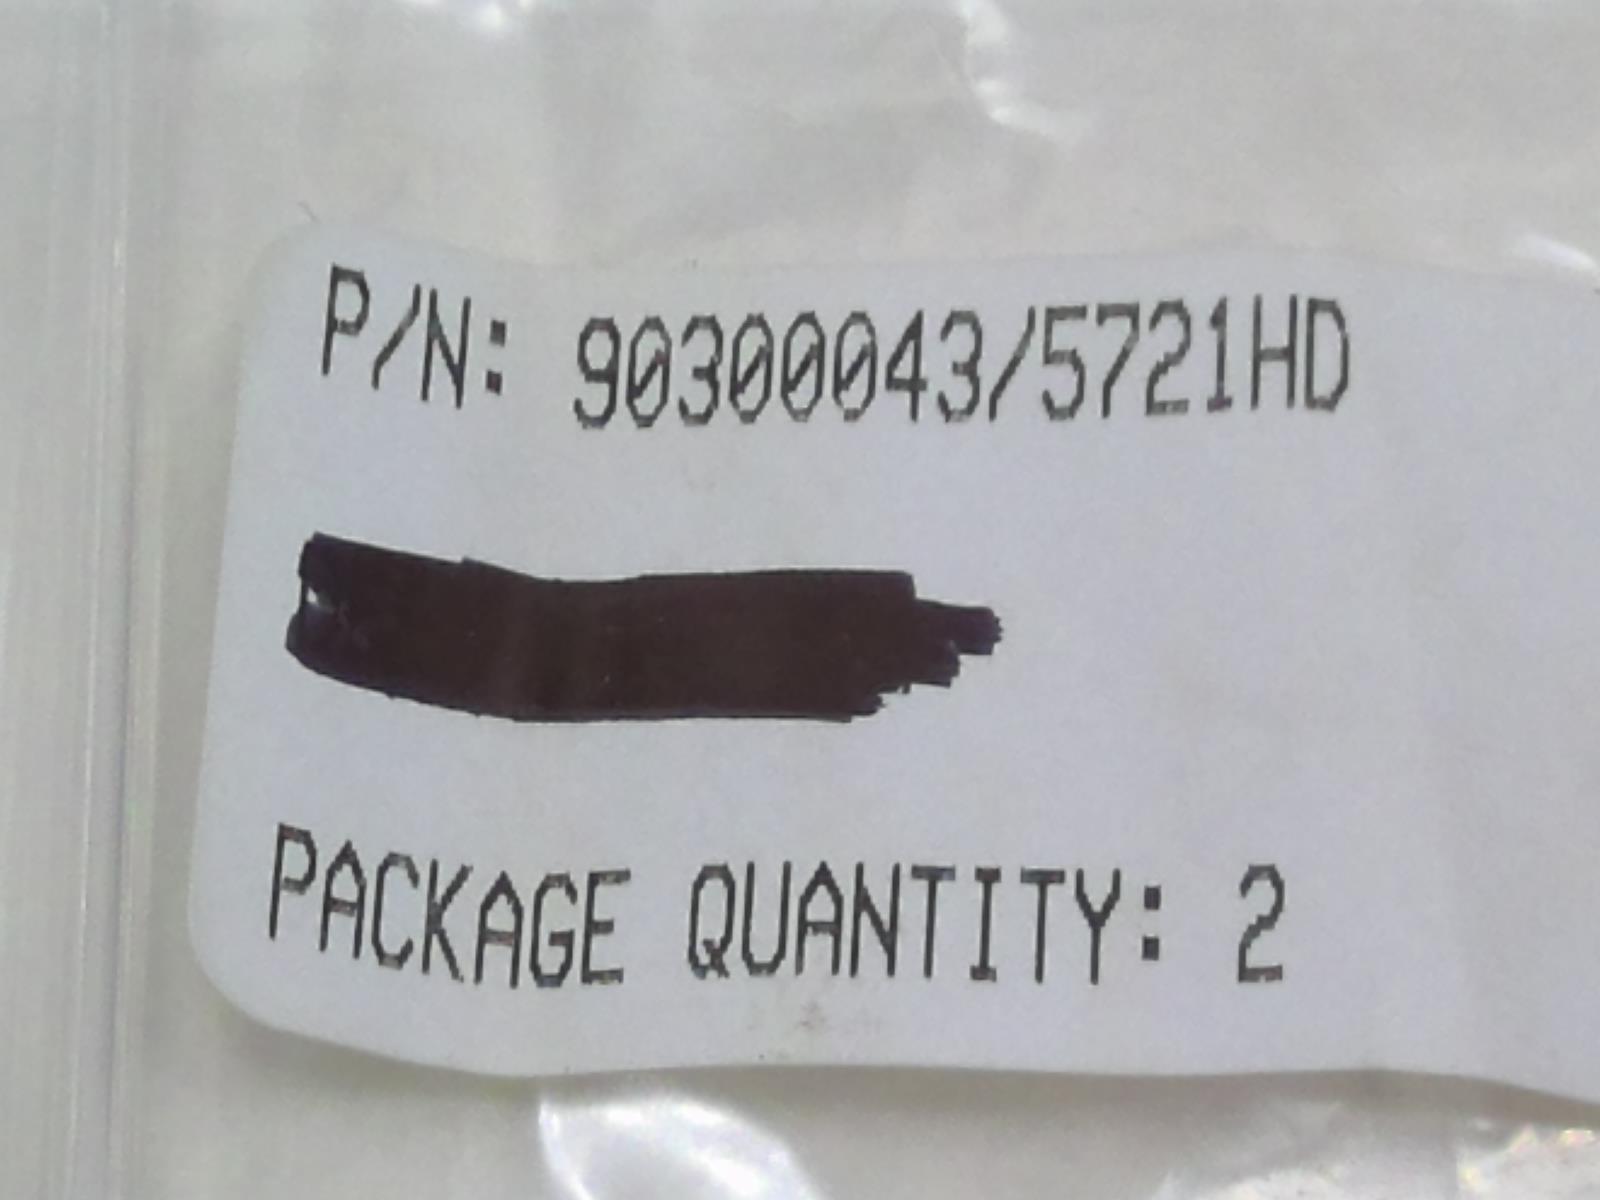 P/N: 90300043/5721HD
PACKAGE QUANTITY: 2